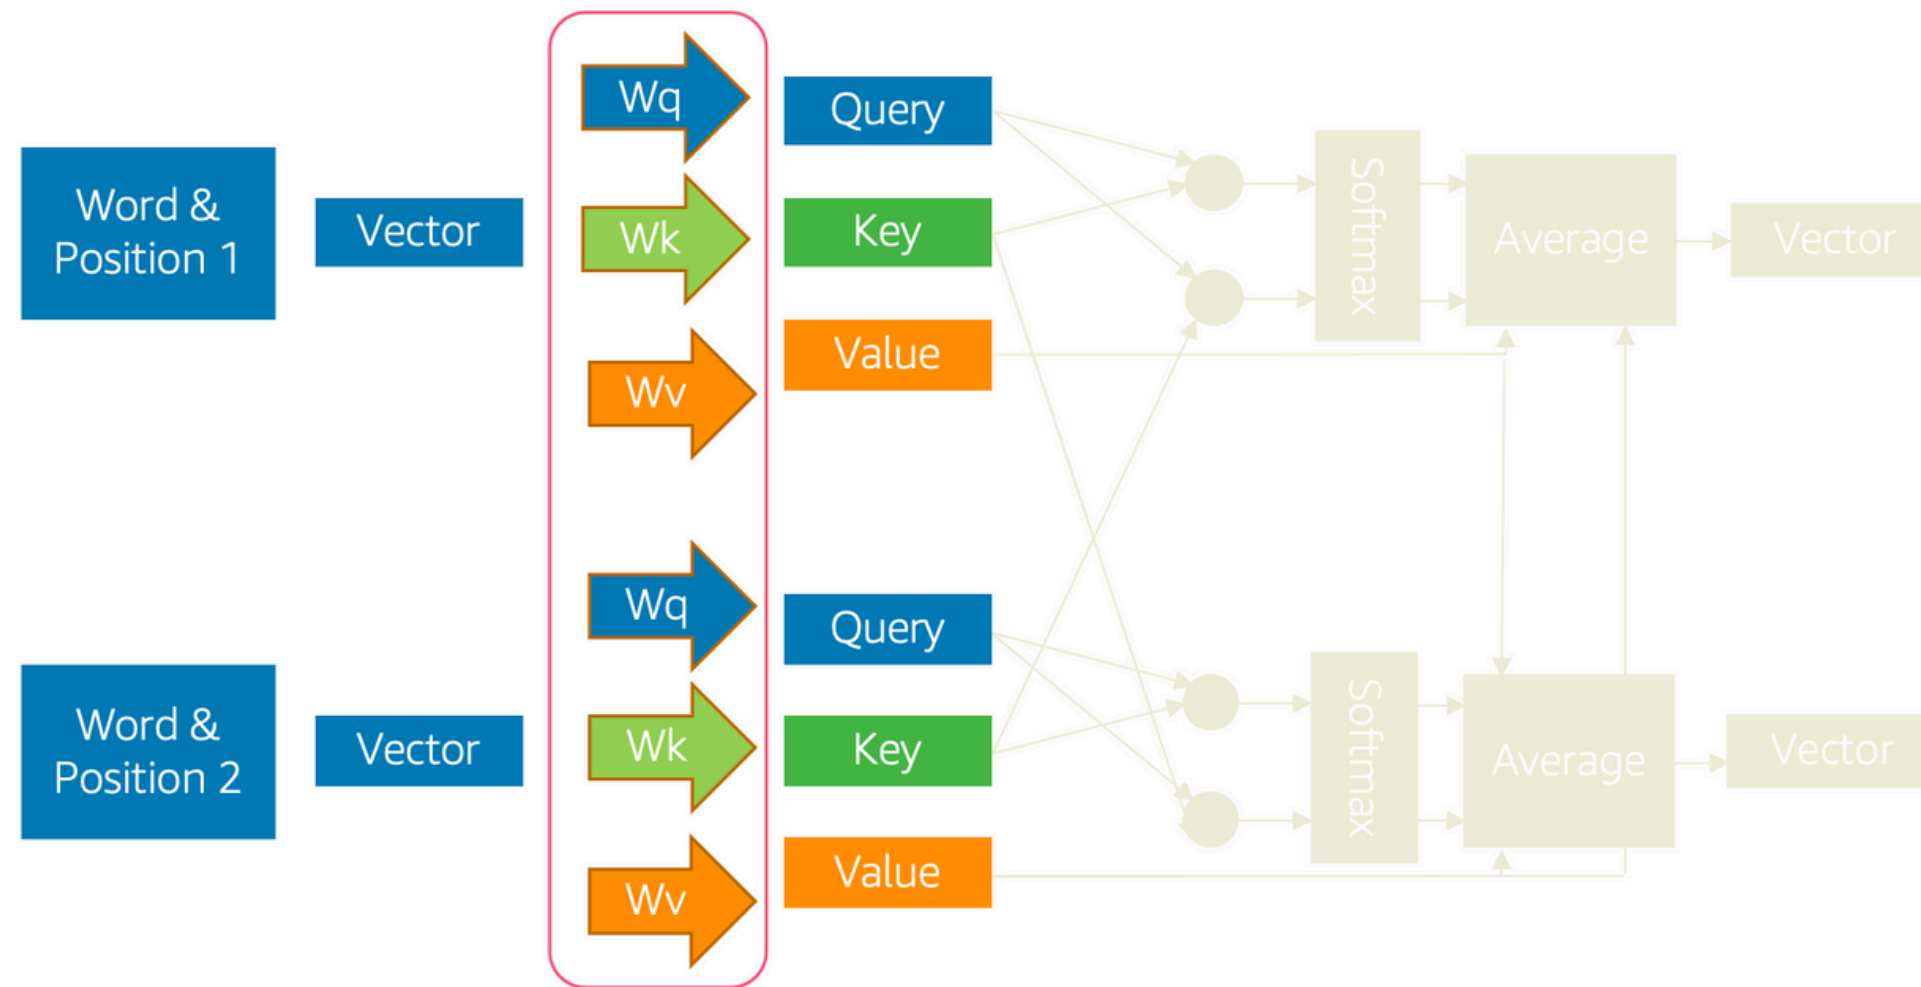 Word &
Position 1
Vector
Wq
Wk
Wv
Query
Key
Value
Softmax
Average
Vector
Word &
Position 2
Vector
Wq
Wk
Wv
Query
Key
Value
Softmax
Average
Vector